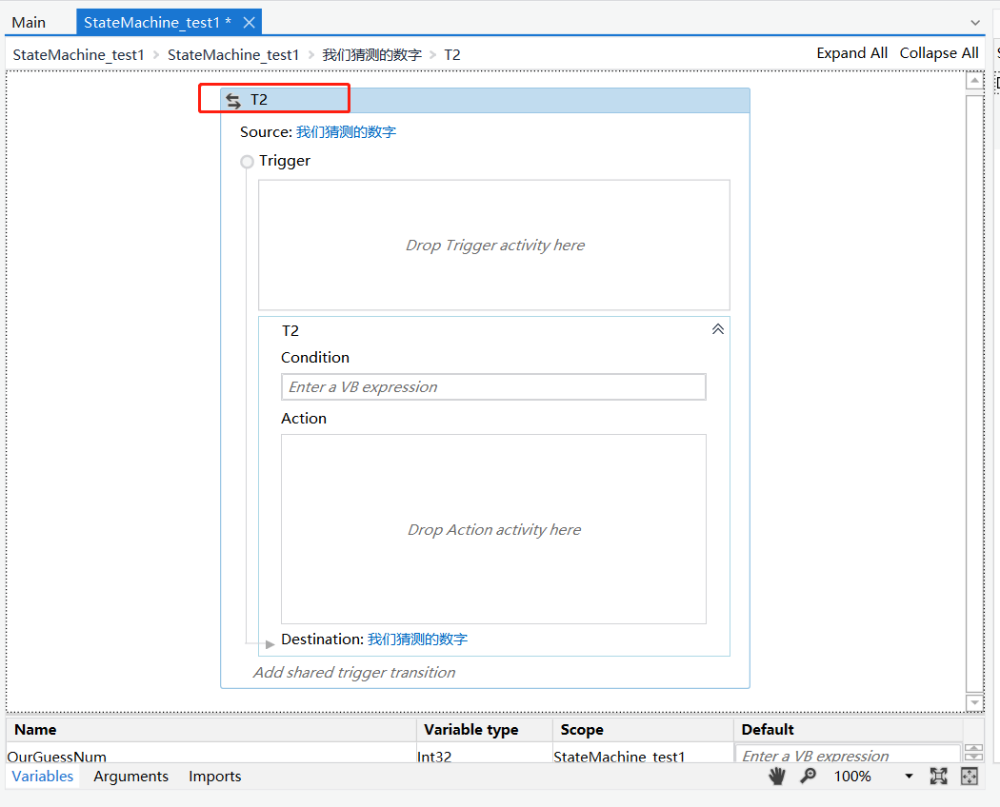 Main StateMachine_test1 *
StateMachine_test1 > StateMachine_test1 > 我们猜测的数字 > T2 Expand All Collapse All
T2
Source: 我们猜测的数字
Trigger
Drop Trigger activity here
T2
Condition
Enter a VB expression
Action
Drop Action activity here
Destination: 我们猜测的数字
Add shared trigger transition
Name Variable type Scope Default
OurGuessNum Int32 StateMachine_test1 Enter a VB expression
Variables Arguments Imports 100%